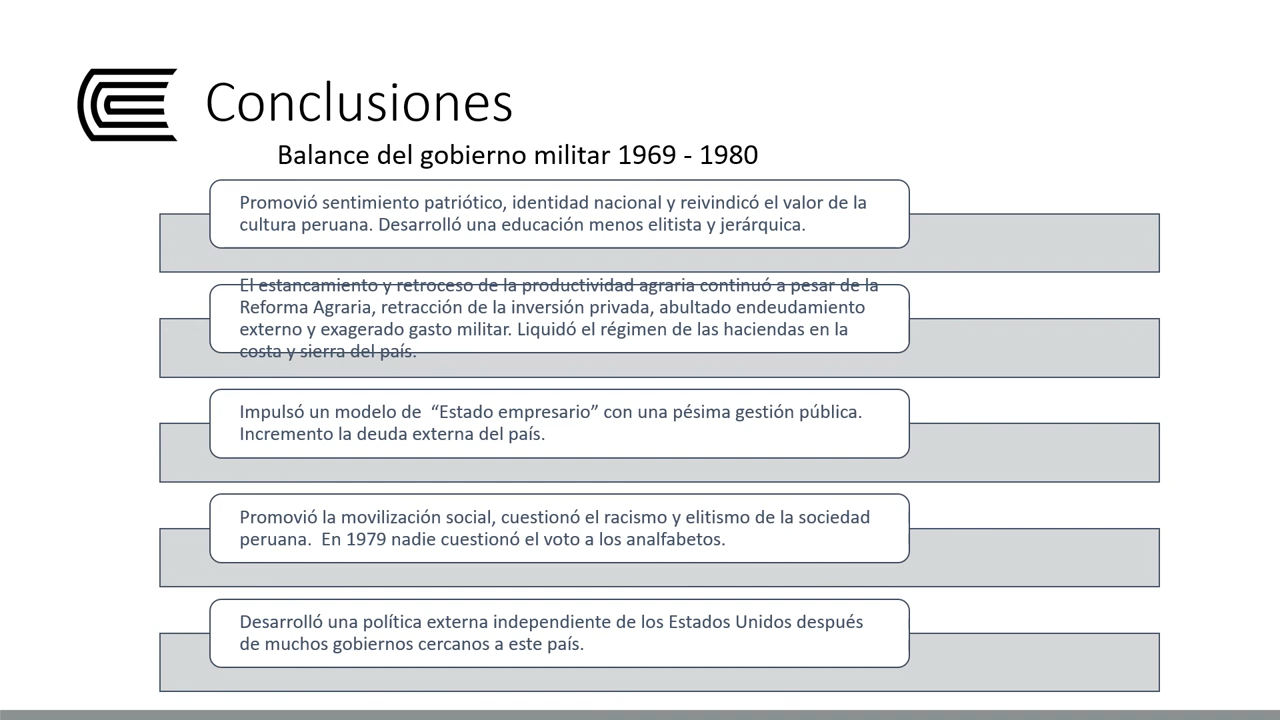 Conclusiones
Balance del gobierno militar 1969 - 1980
Promovió sentimiento patriótico, identidad nacional y reivindicó el valor de la
cultura peruana. Desarrolló una educación menos elitista y jerárquica.
El estancamiento y retroceso de la productividad agraria continuó a pesar de la
Reforma Agraria, retracción de la inversión privada, abultado endeudamiento
externo y exagerado gasto militar. Liquidó el régimen de las haciendas en la
costa y sierra del país.
Impulsó un modelo de “Estado empresario” con una pésima gestión pública.
Incremento la deuda externa del país.
Promovió la movilización social, cuestionó el racismo y elitismo de la sociedad
peruana. En 1979 nadie cuestionó el voto a los analfabetos.
Desarrolló una política externa independiente de los Estados Unidos después
de muchos gobiernos cercanos a este país.